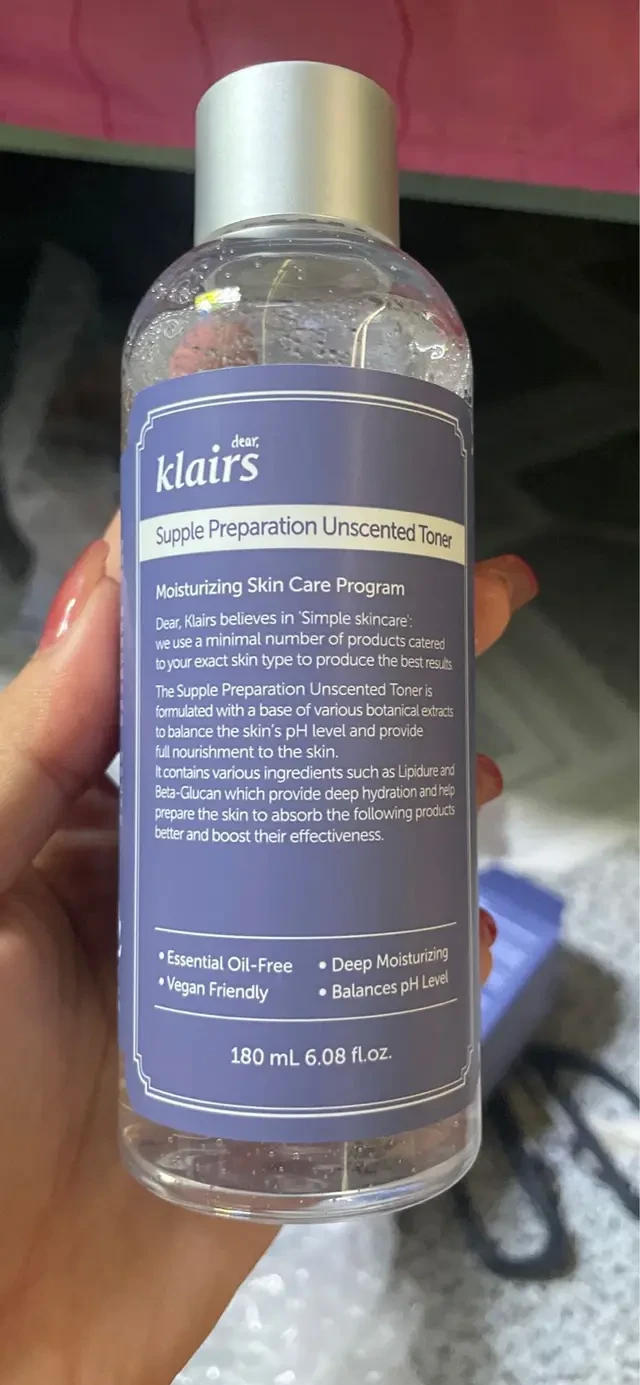 dear,
klairs
Supple Preparation Unscented Toner
Moisturizing Skin Care Program
Dear, Klairs believes in 'Simple skincare':
we use a minimal number of products catered
to your exact skin type to produce the best results.
The Supple Preparation Unscented Toner is
formulated with a base of various botanical extracts
to balance the skin's pH level and provide
full nourishment to the skin.
It contains various ingredients such as Lipidure and
Beta-Glucan which provide deep hydration and help
prepare the skin to absorb the following products
better and boost their effectiveness.
• Essential Oil-Free • Deep Moisturizing
• Vegan Friendly • Balances pH Level
180 mL 6.08 fl.oz.